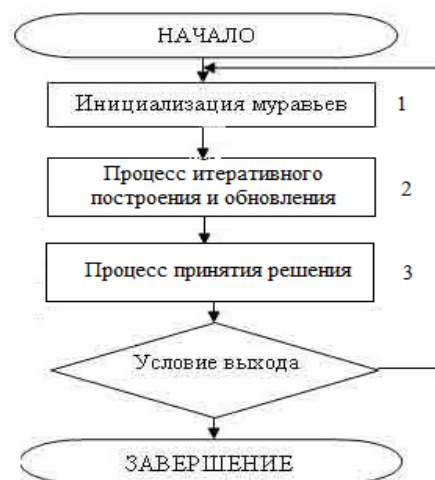 НАЧАЛО
Инициализация муравьев
1
Процесс итеративного
построения и обновления
2
Процесс принятия решения
3
Условие выхода
ЗАВЕРШЕНИЕ